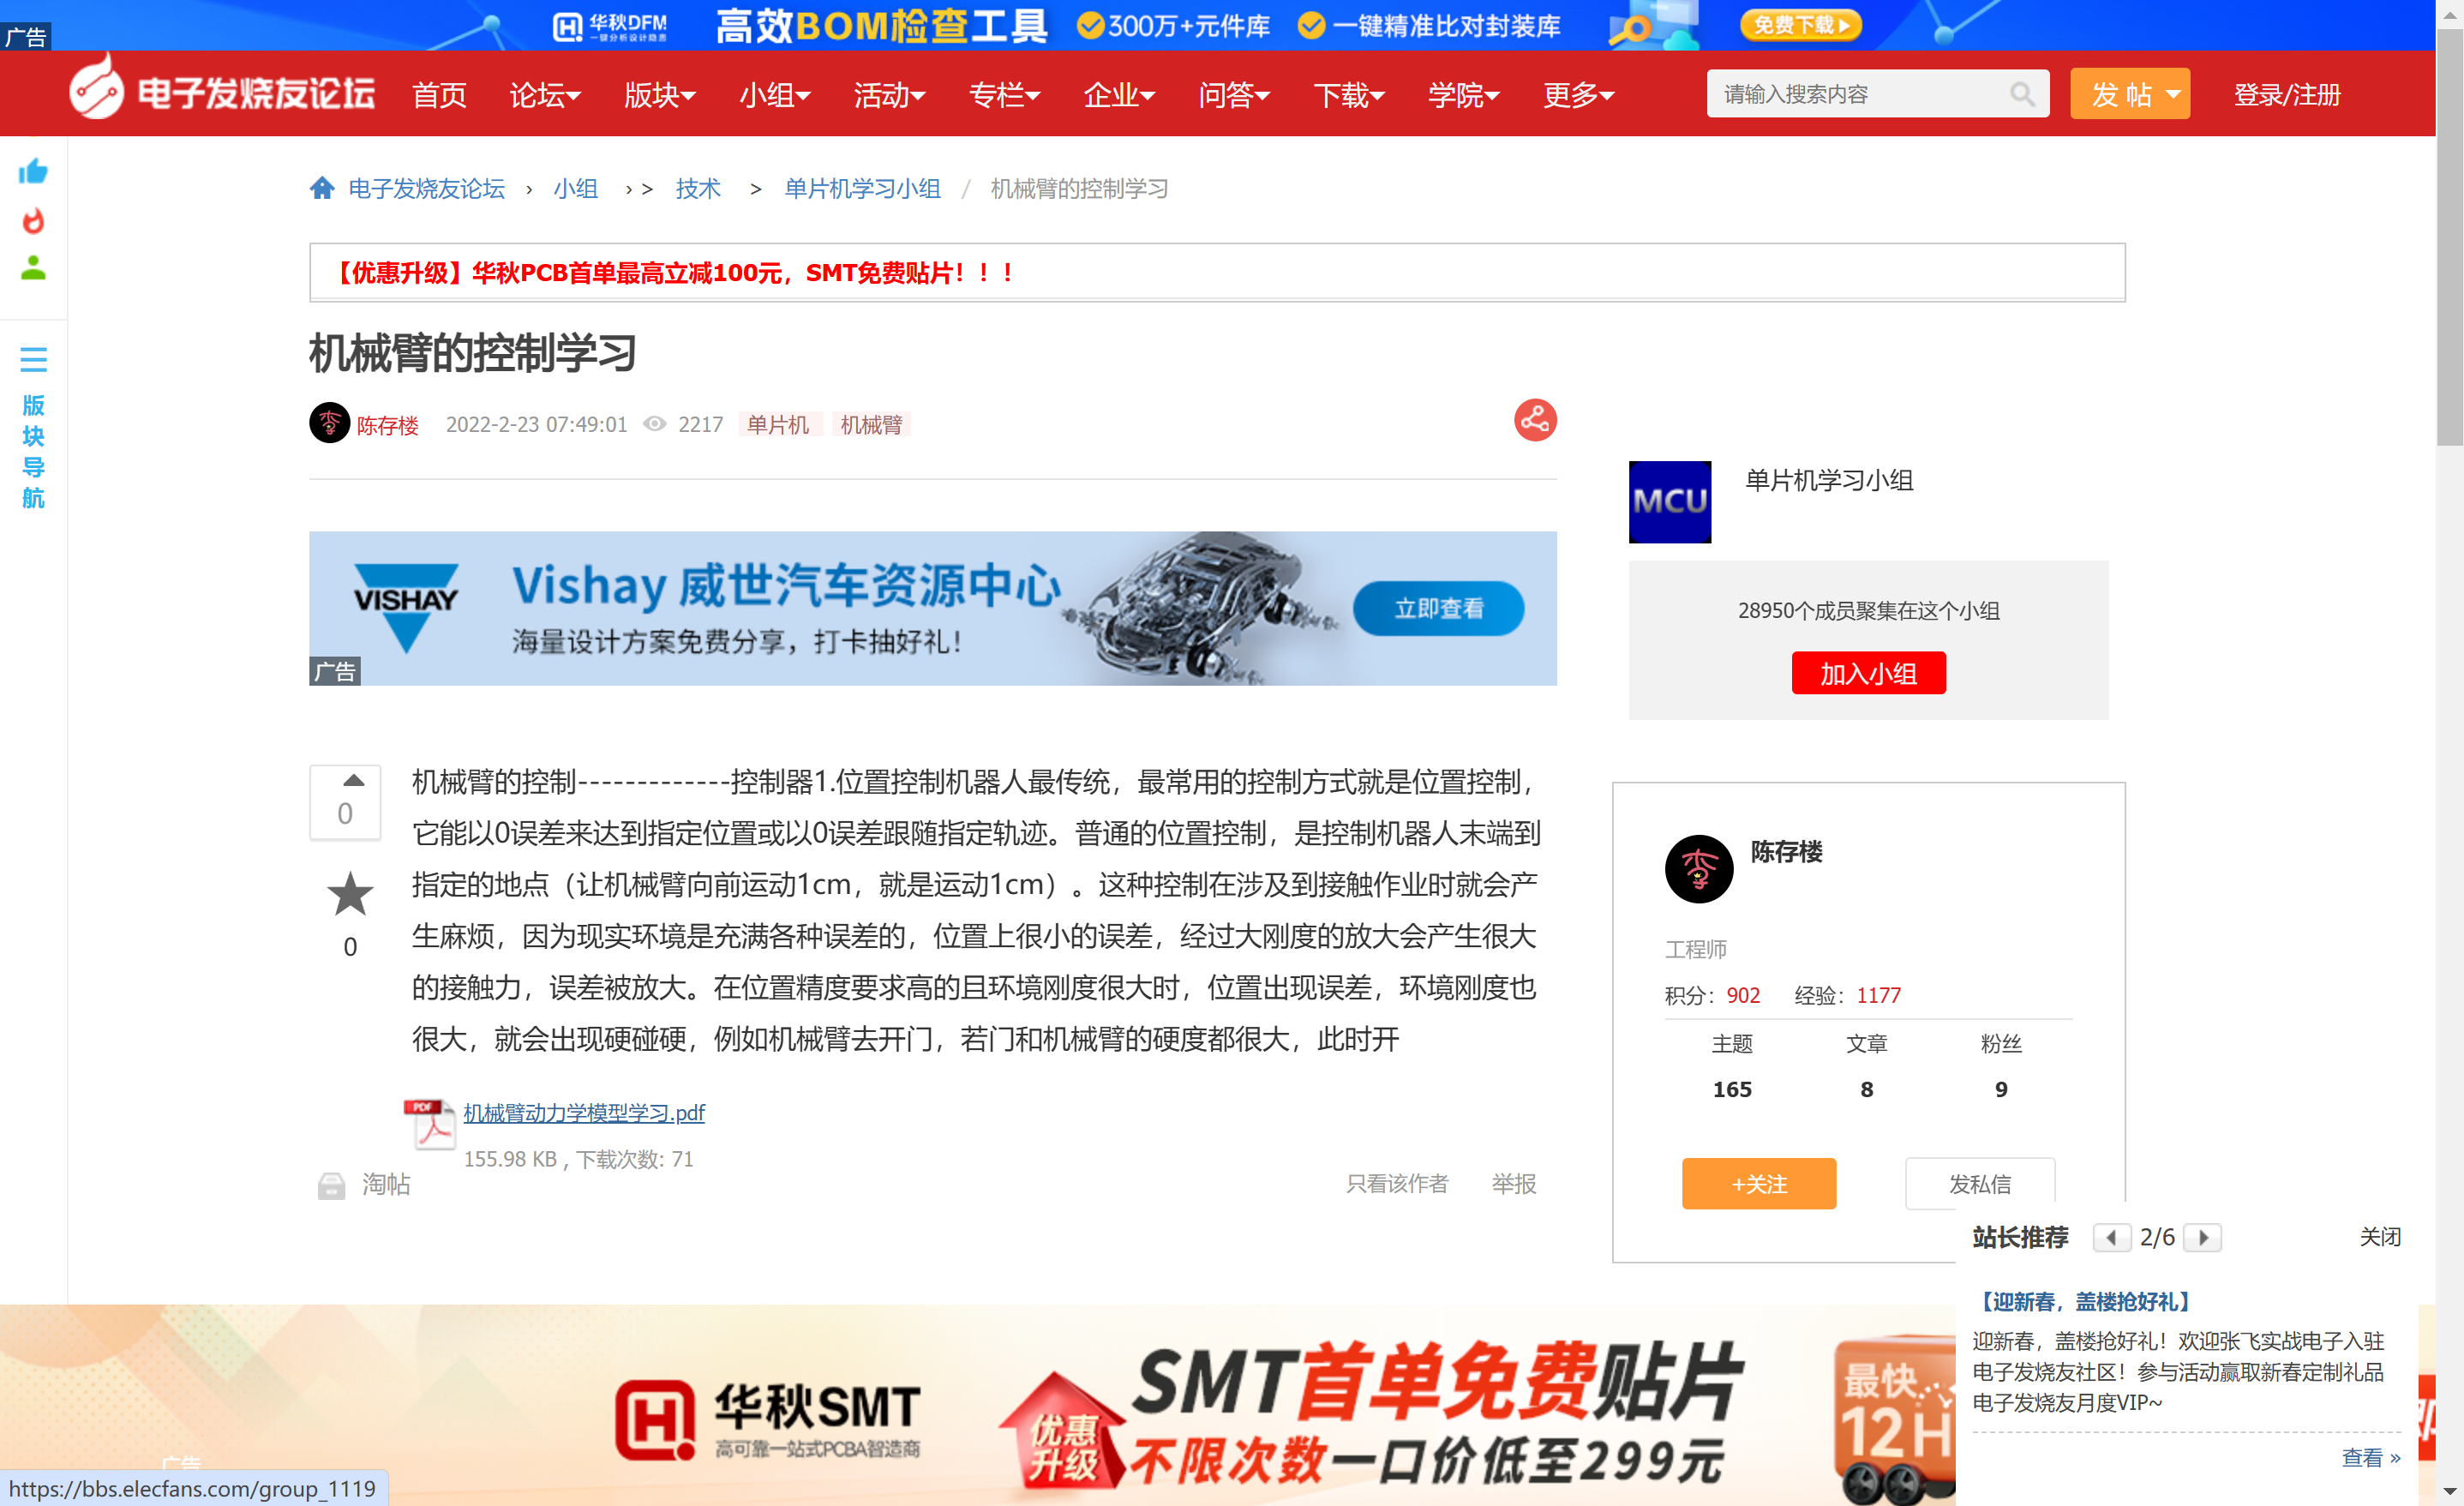 广告
华秋DFM
一键分析设计隐患
高效BOM检查工具
300万+元件库
一键精准比对封装库
免费下载
电子发烧友论坛
首页
论坛
版块
小组
活动
专栏
企业
问答
下载
学院
更多
请输入搜索内容
发 帖
登录/注册
版
块
导
航
电子发烧友论坛 › 小组 › > 技术 > 单片机学习小组 / 机械臂的控制学习
【优惠升级】华秋PCB首单最高立减100元，SMT免费贴片！！！
机械臂的控制学习
陈存楼 2022-2-23 07:49:01 2217 单片机 机械臂
VISHAY
Vishay 威世汽车资源中心
海量设计方案免费分享，打卡抽好礼！
立即查看
广告
0
0
机械臂的控制-------------控制器1.位置控制机器人最传统，最常用的控制方式就是位置控制，
它能以0误差来达到指定位置或以0误差跟随指定轨迹。普通的位置控制，是控制机器人末端到
指定的地点（让机械臂向前运动1cm，就是运动1cm）。这种控制在涉及到接触作业时就会产
生麻烦，因为现实环境是充满各种误差的，位置上很小的误差，经过大刚度的放大会产生很大
的接触力，误差被放大。在位置精度要求高的且环境刚度很大时，位置出现误差，环境刚度也
很大，就会出现硬碰硬，例如机械臂去开门，若门和机械臂的硬度都很大，此时开
PDF
机械臂动力学模型学习.pdf
155.98 KB , 下载次数: 71
淘帖
只看该作者 举报
MCU
单片机学习小组
28950个成员聚集在这个小组
加入小组
陈存楼
工程师
积分：902 经验：1177
主题 文章 粉丝
165 8 9
+关注
发私信
站长推荐 2/6 关闭
【迎新春，盖楼抢好礼】
迎新春，盖楼抢好礼！欢迎张飞实战电子入驻
电子发烧友社区！参与活动赢取新春定制礼品
电子发烧友月度VIP~
查看 »
华秋SMT
高可靠一站式PCBA智造商
优惠
升级
SMT首单免费贴片
不限次数一口价低至299元
最快
12H
广告
https://bbs.elecfans.com/group_1119